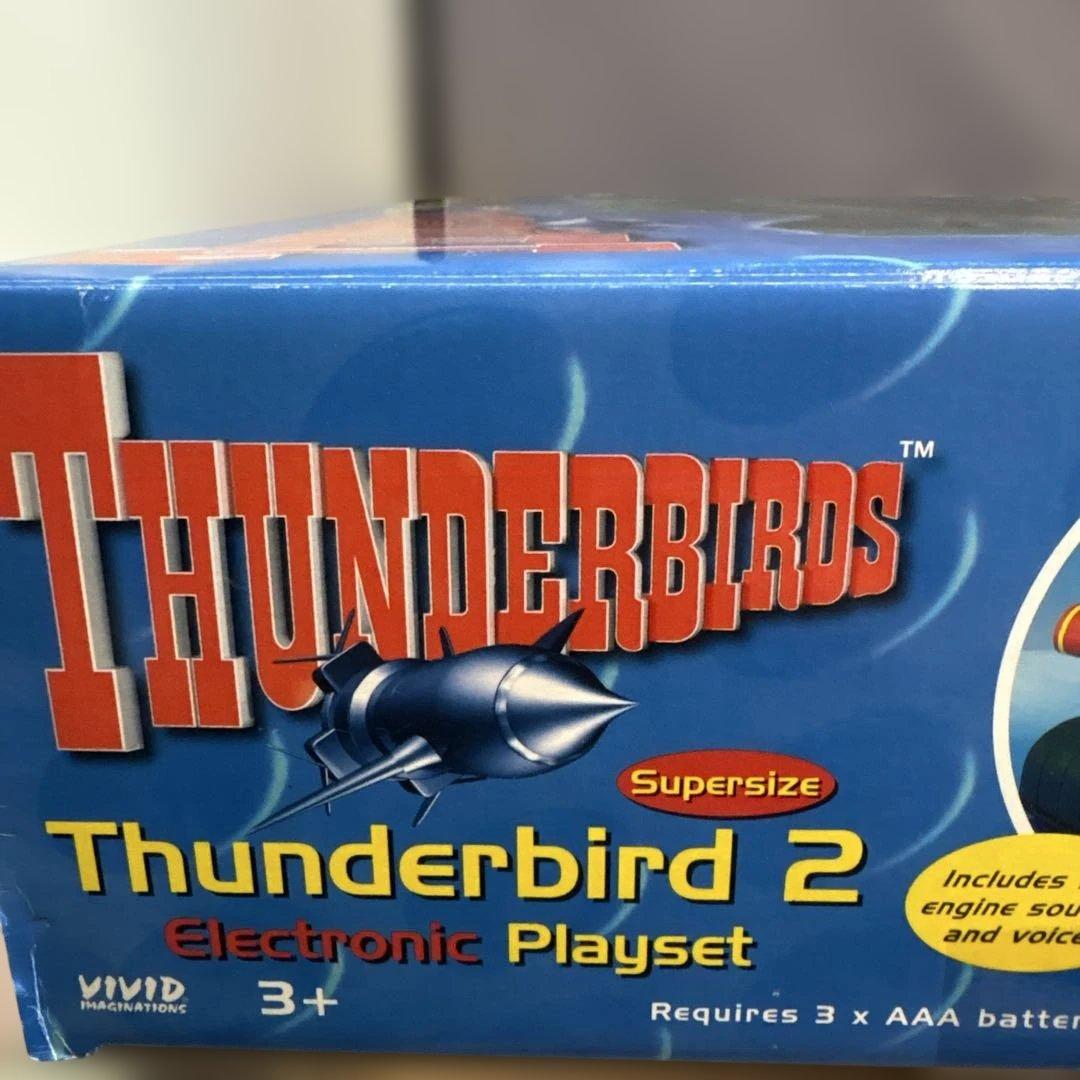 THUNDERBIRDS™
Supersize
Thunderbird 2
Electronic Playset
Includes
engine
and
VIVID
IMAGINATIONS
3+
Requires 3 x AAA